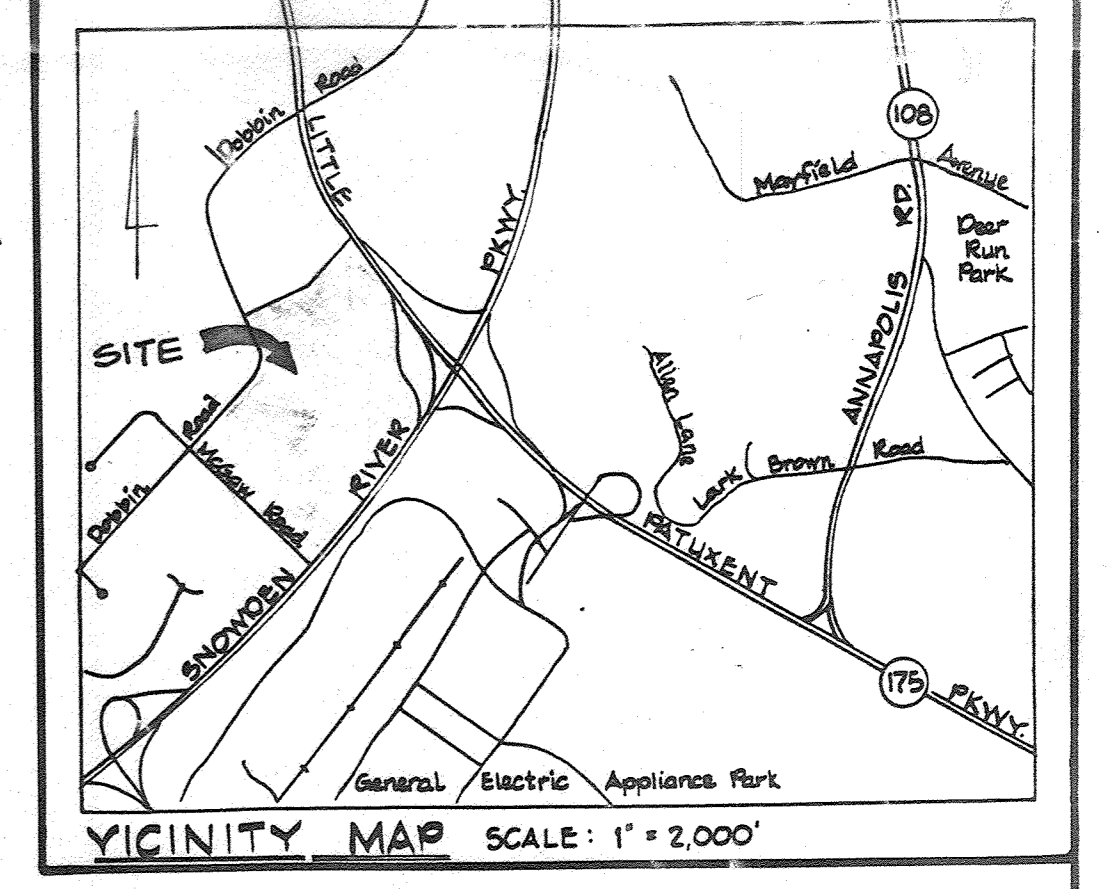 Dobbin Road
108
LITTLE
Mayfield Avenue
PKWY.
RD.
Deer
Run
Park
SITE
ANNAPOLIS
Allen Lane
Road
RIVER
McGaw Road
Lark Brown Road
Dobbin
PATUXENT
SNOWDEN
175
PKWY.
General Electric Appliance Park
VICINITY MAP SCALE: 1" = 2,000'